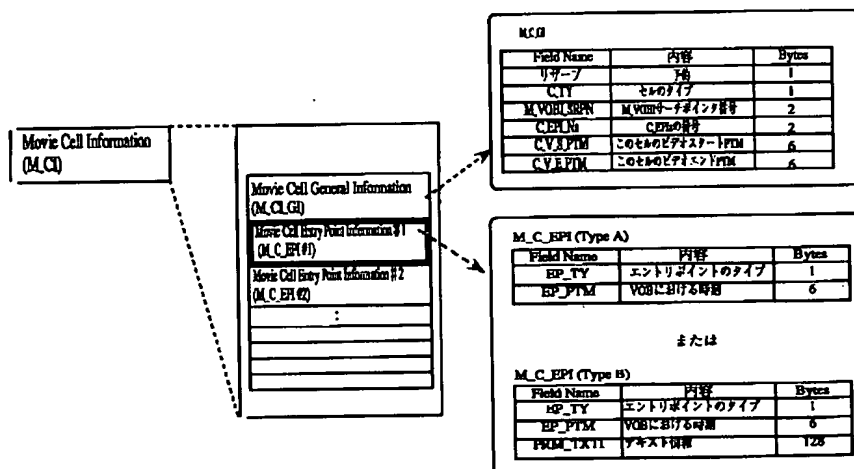 Movie Cell Information
(M_CI)
Movie Cell General Information
(M_CI_GI)
Movie Cell Entry Point Information #1
(M_C_EPI #1)
Movie Cell Entry Point Information #2
(M_C_EPI #2)
⋮
M_C_GI
Field Name 内容 Bytes
リザーブ 予約 1
C_TY セルのタイプ 1
M_VOBI_SRPN M_VOBIサーチポインタ番号 2
C_EPI_Ns C_EPIsの番号 2
C_V_S_PTM このセルのビデオスタートPTM 6
C_V_E_PTM このセルのビデオエンドPTM 6
M_C_EPI (Type A)
Field Name 内容 Bytes
EP_TY エントリポイントのタイプ 1
EP_PTM VOBにおける時刻 6
または
M_C_EPI (Type B)
Field Name 内容 Bytes
EP_TY エントリポイントのタイプ 1
EP_PTM VOBにおける時刻 6
PRM_TXTI テキスト情報 128